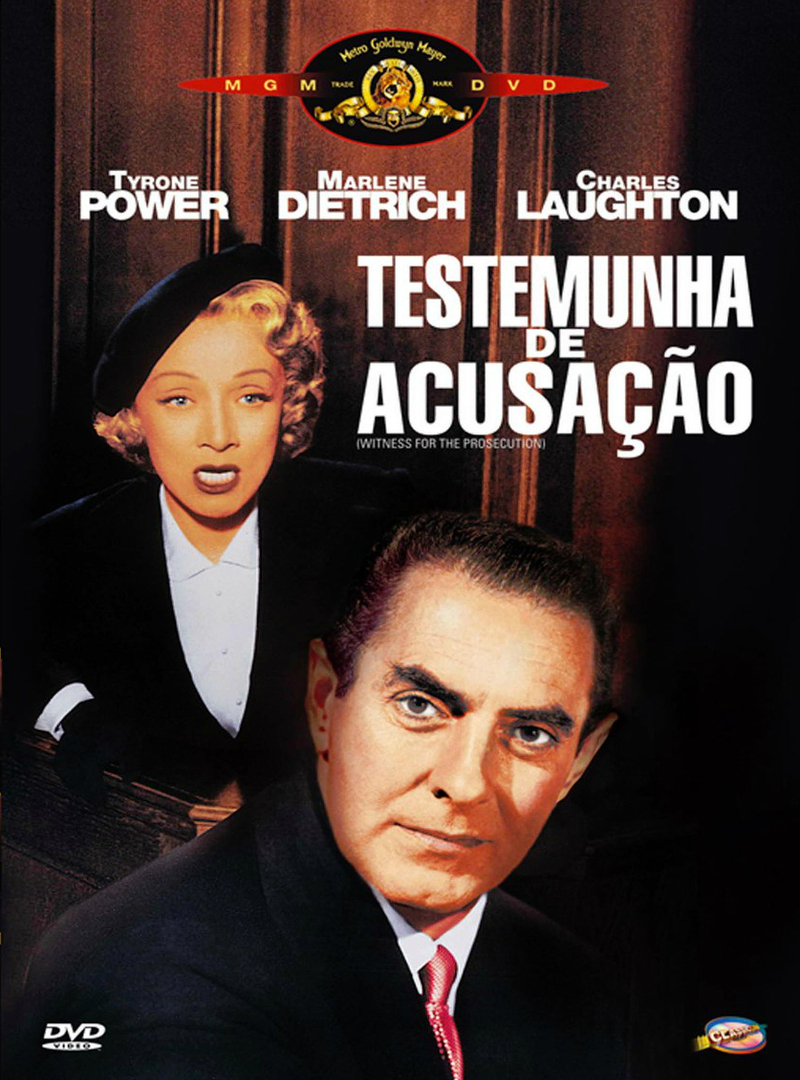 Metro Goldwyn Mayer
MGM TRADE MARK DVD
TYRONE MARLENE CHARLES
POWER DIETRICH LAUGHTON
TESTEMUNHA
DE
ACUSAÇÃO
(WITNESS FOR THE PROSECUTION)
DVD
VIDEO
CLASSIC